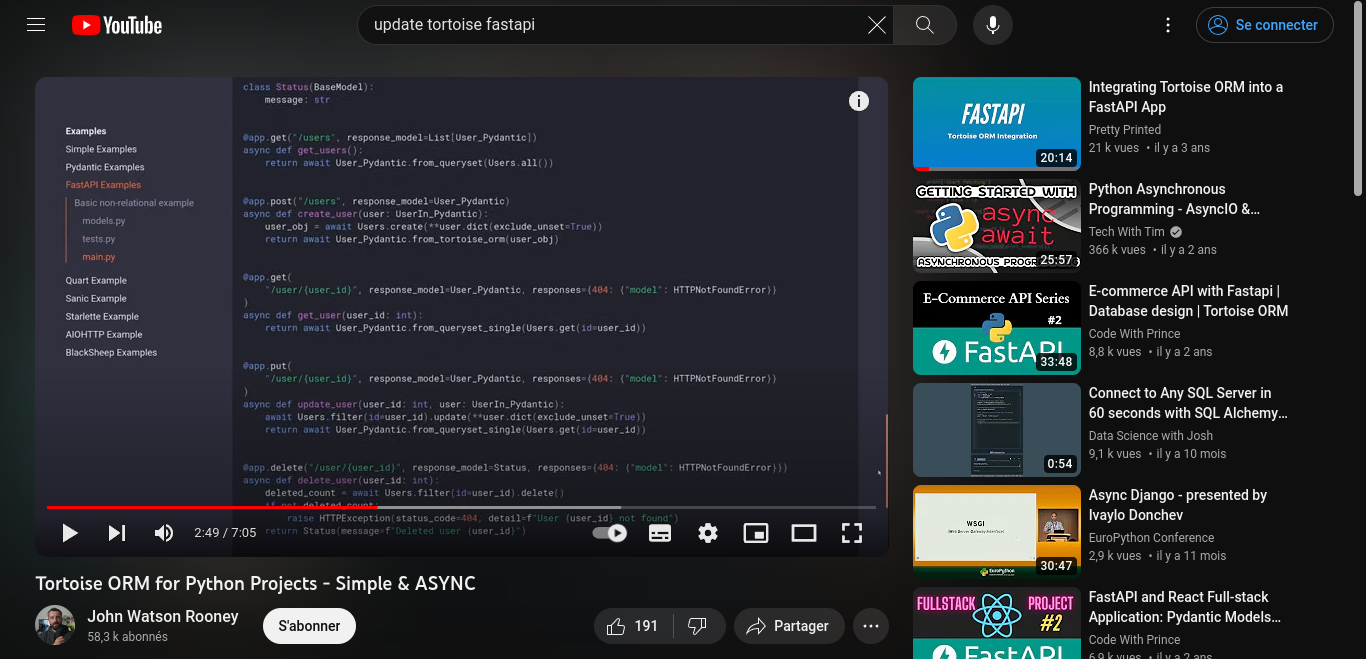 YouTube
update tortoise fastapi
Se connecter
Examples
Simple Examples
Pydantic Examples
FastAPI Examples
Basic non-relational example
models.py
tests.py
main.py
Quart Example
Sanic Example
Starlette Example
AIOHTTP Example
BlackSheep Examples
class Status(BaseModel):
message: str
@app.get("/users", response_model=List[User_Pydantic])
async def get_users():
return await User_Pydantic.from_queryset(Users.all())
@app.post("/users", response_model=User_Pydantic)
async def create_user(user: UserIn_Pydantic):
user_obj = await Users.create(**user.dict(exclude_unset=True))
return await User_Pydantic.from_tortoise_orm(user_obj)
@app.get(
"/user/{user_id}", response_model=User_Pydantic, responses={404: {"model": HTTPNotFoundError}}
)
async def get_user(user_id: int):
return await User_Pydantic.from_queryset_single(Users.get(id=user_id))
@app.put(
"/user/{user_id}", response_model=User_Pydantic, responses={404: {"model": HTTPNotFoundError}}
)
async def update_user(user_id: int, user: UserIn_Pydantic):
await Users.filter(id=user_id).update(**user.dict(exclude_unset=True))
return await User_Pydantic.from_queryset_single(Users.get(id=user_id))
@app.delete("/user/{user_id}", response_model=Status, responses={404: {"model": HTTPNotFoundError}})
async def delete_user(user_id: int):
deleted_count = await Users.filter(id=user_id).delete()
if not deleted_count:
raise HTTPException(status_code=404, detail=f"User {user_id} not found")
return Status(message=f"Deleted user {user_id}")
2:49 / 7:05
Tortoise ORM for Python Projects - Simple & ASYNC
John Watson Rooney
58,3 k abonnés
S'abonner
191
Partager
FASTAPI
Tortoise ORM Integration
20:14
Integrating Tortoise ORM into a
FastAPI App
Pretty Printed
21 k vues • il y a 3 ans
GETTING STARTED WITH
async
await
ASYNCHRONOUS
25:57
Python Asynchronous
Programming - AsyncIO &...
Tech With Tim
366 k vues • il y a 2 ans
E-Commerce API Series
#2
FastAPI
33:48
E-commerce API with Fastapi |
Database design | Tortoise ORM
Code With Prince
8,8 k vues • il y a 2 ans
0:54
Connect to Any SQL Server in
60 seconds with SQL Alchemy...
Data Science with Josh
9,1 k vues • il y a 10 mois
WSGI
(Web Server Gateway Interface)
EuroPython
30:47
Async Django - presented by
Ivaylo Donchev
EuroPython Conference
2,9 k vues • il y a 11 mois
FULLSTACK
PROJECT
#2
FastAPI
FastAPI and React Full-stack
Application: Pydantic Models...
Code With Prince
6,9 k vues • il y a 2 ans